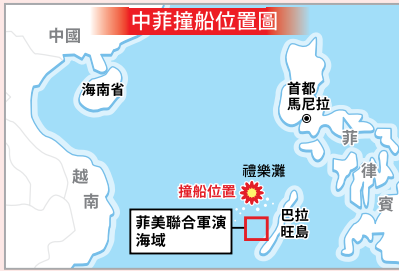 中菲撞船位置圖
中國
海南省
首都
馬尼拉
菲
律
賓
越
南
禮樂灘
撞船位置
巴拉
旺島
菲美聯合軍演
海域